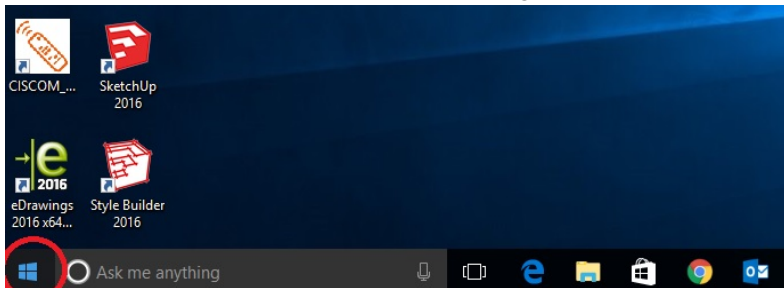 CISCOM_...
SketchUp
2016
e
2016
eDrawings
2016 x64...
Style Builder
2016
Ask me anything